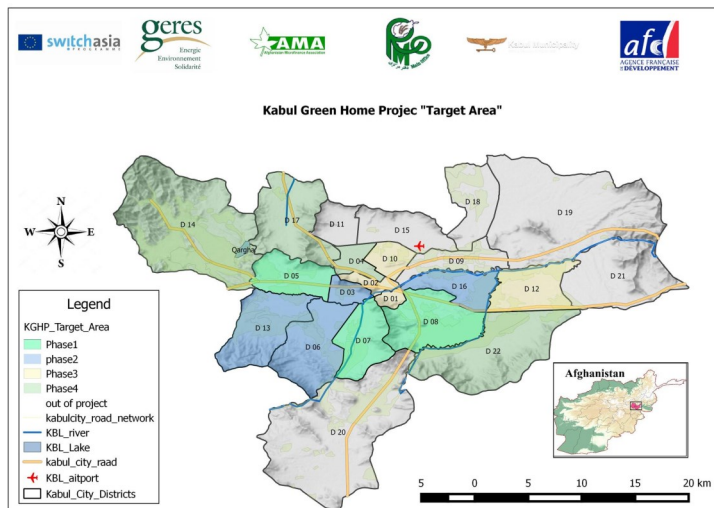 switchasia
geres
Energie
Environnement
Solidarité
AMA
Afghanistan Microfinance Association
Kabul Municipality
afd
AGENCE FRANÇAISE
DE DÉVELOPPEMENT
Kabul Green Home Projec "Target Area"
N
W E
S
D 18
D 19
D 11
D 15
D 17
D 14
Qargha
D 04
D 10
D 09
D 21
D 05
D 02
D 03
D 16
D 12
D 01
D 13
D 06
D 07
D 08
D 22
D 20
Legend
KGHP_Target_Area
Phase1
phase2
Phase3
Phase4
out of project
kabulcity_road_network
KBL_river
KBL_Lake
kabul_city_raad
KBL_aitport
Kabul_City_Districts
Afghanistan
5 0 5 10 15 20 km